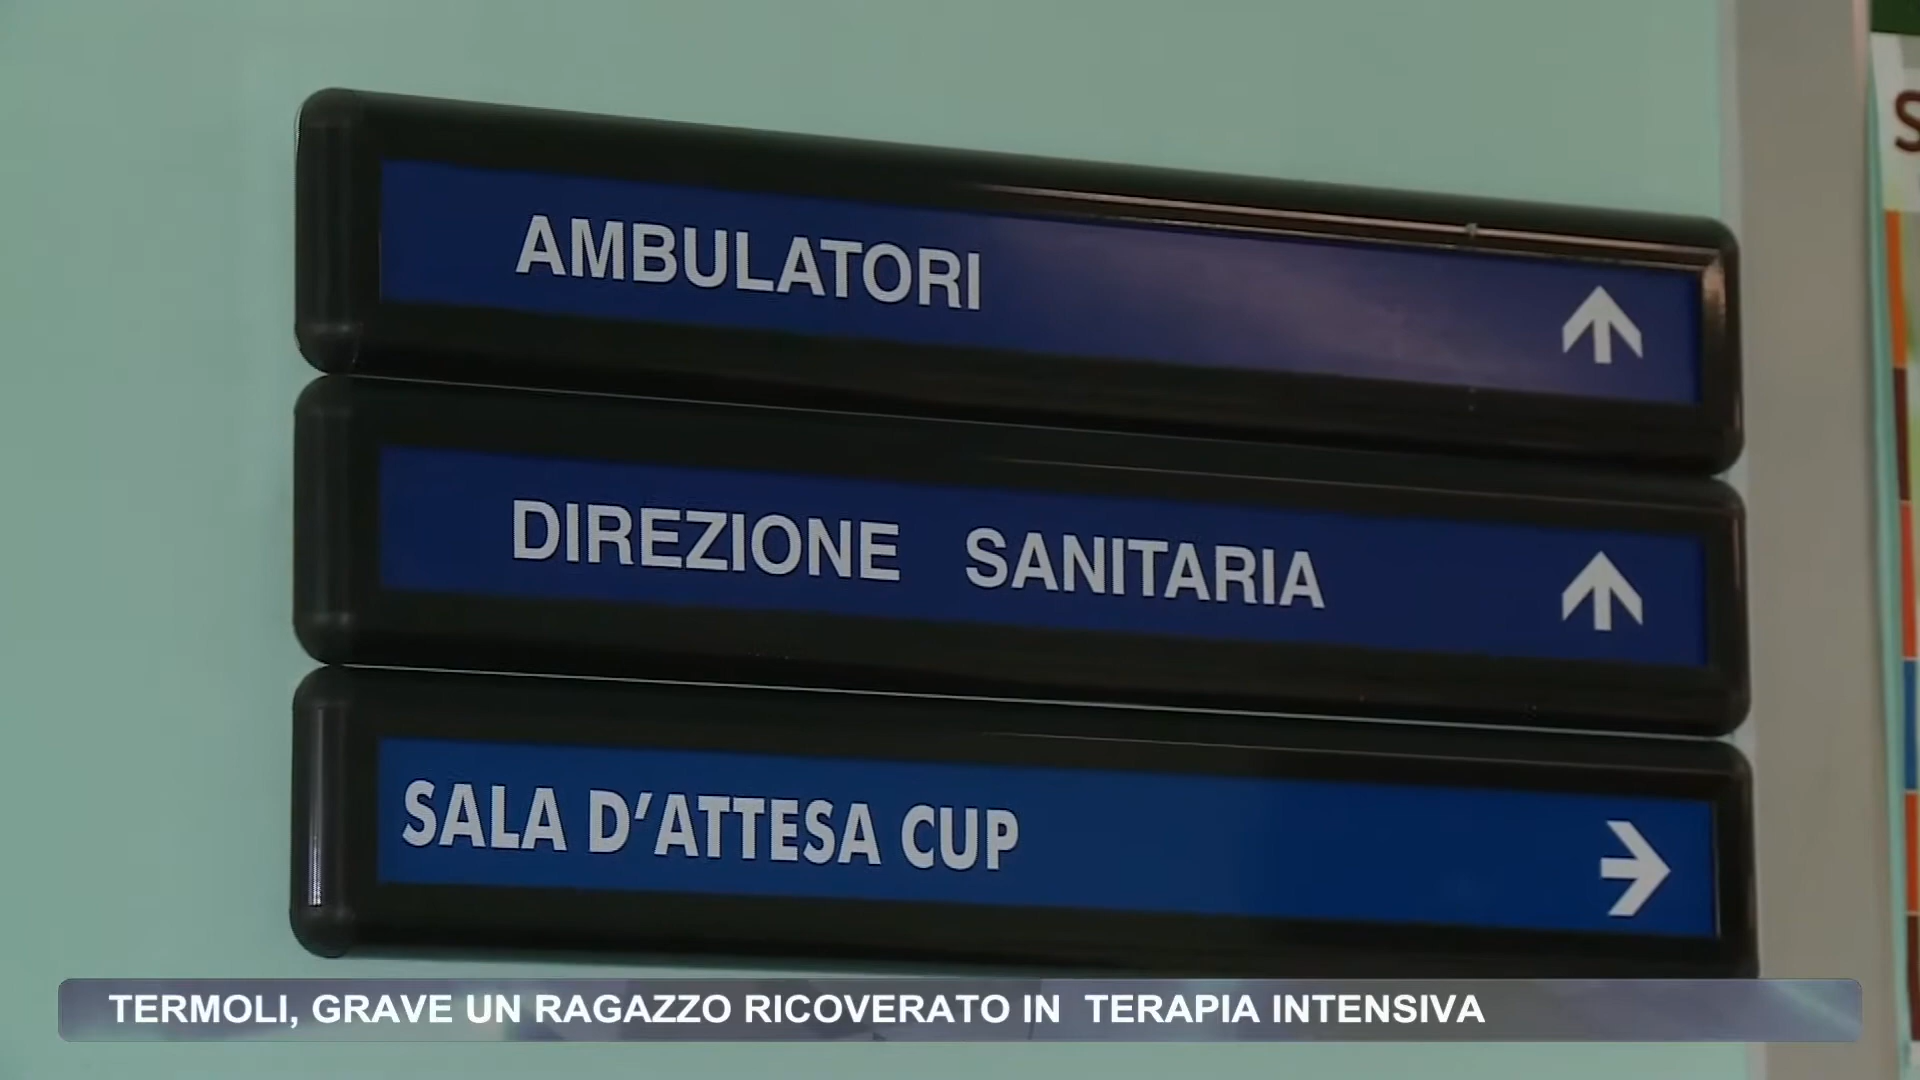 AMBULATORI
DIREZIONE SANITARIA
SALA D'ATTESA CUP
TERMOLI, GRAVE UN RAGAZZO RICOVERATO IN TERAPIA INTENSIVA